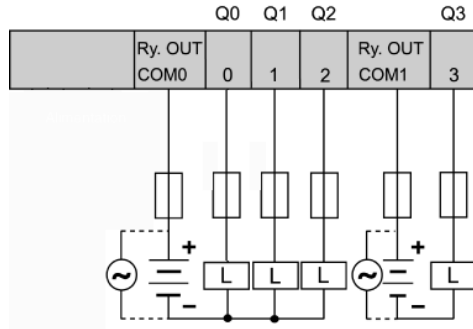 Q0 Q1 Q2 Q3
Ry. OUT Ry. OUT
COM0 0 1 2 COM1 3
+ +
~ L L L ~ L
− −